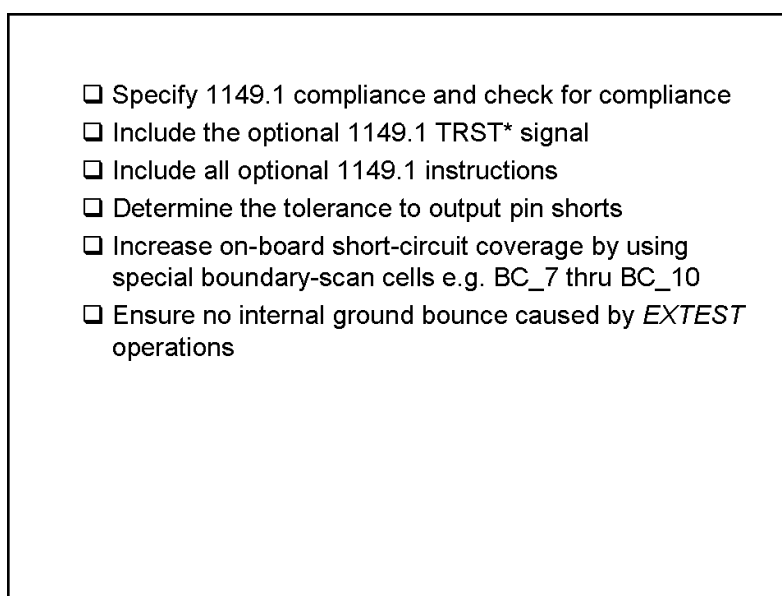 ❑ Specify 1149.1 compliance and check for compliance
❑ Include the optional 1149.1 TRST* signal
❑ Include all optional 1149.1 instructions
❑ Determine the tolerance to output pin shorts
❑ Increase on-board short-circuit coverage by using
special boundary-scan cells e.g. BC_7 thru BC_10
❑ Ensure no internal ground bounce caused by EXTEST
operations